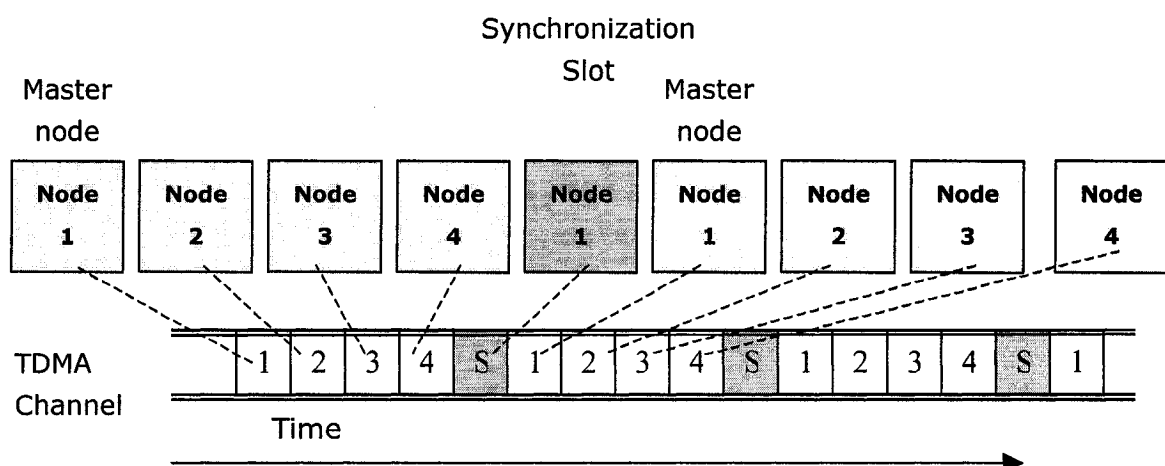 Synchronization
Slot
Master
node
Master
node
Node
1
Node
2
Node
3
Node
4
Node
1
Node
1
Node
2
Node
3
Node
4
TDMA
Channel
1 2 3 4 S 1 2 3 4 S 1 2 3 4 S 1
Time